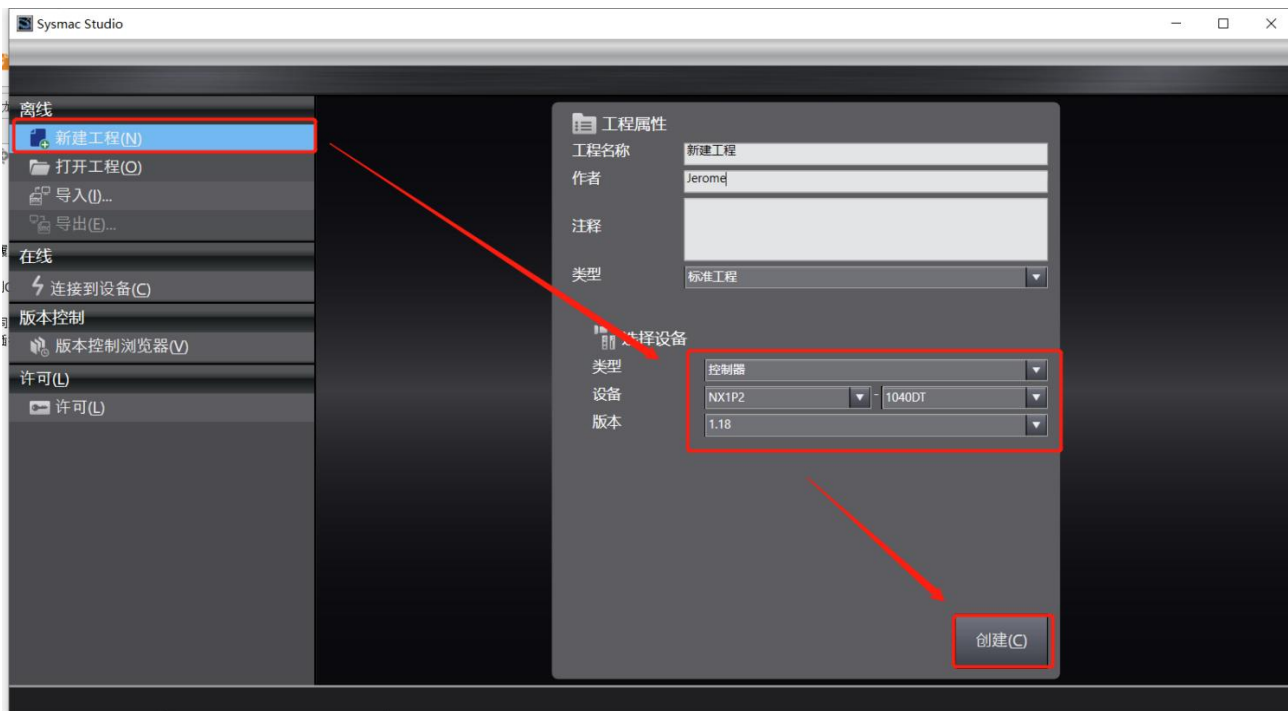 Sysmac Studio
离线
新建工程(N)
打开工程(O)
导入(I)...
导出(E)...
在线
连接到设备(C)
版本控制
版本控制浏览器(V)
许可(L)
许可(L)
工程属性
工程名称 新建工程
作者 Jerome
注释
类型 标准工程
选择设备
类型 控制器
设备 NX1P2 - 1040DT
版本 1.18
创建(C)